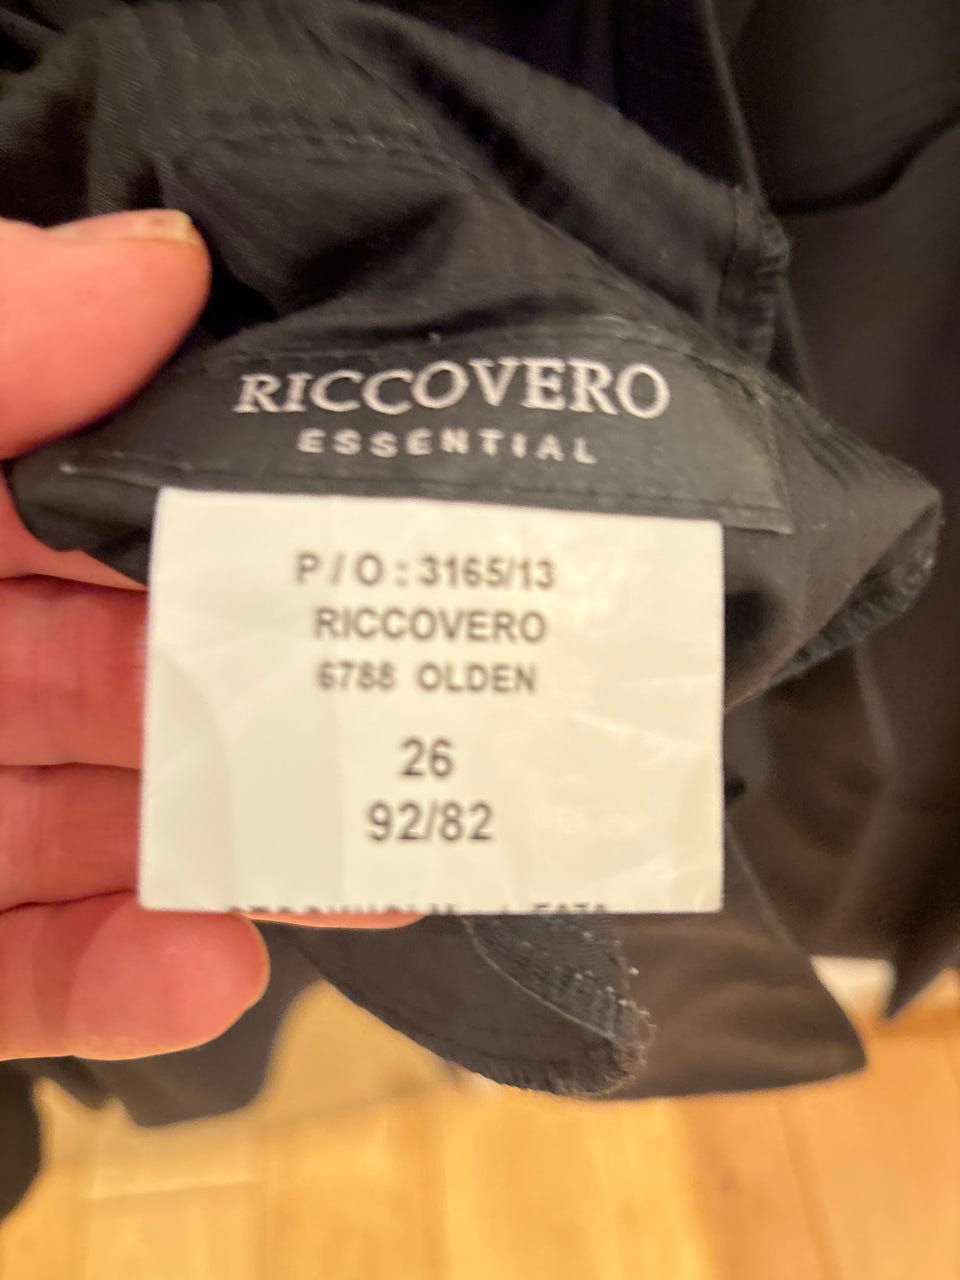 RICCOVERO
ESSENTIAL
P/O: 3165/13
RICCOVERO
6788 OLDEN
26
92/82